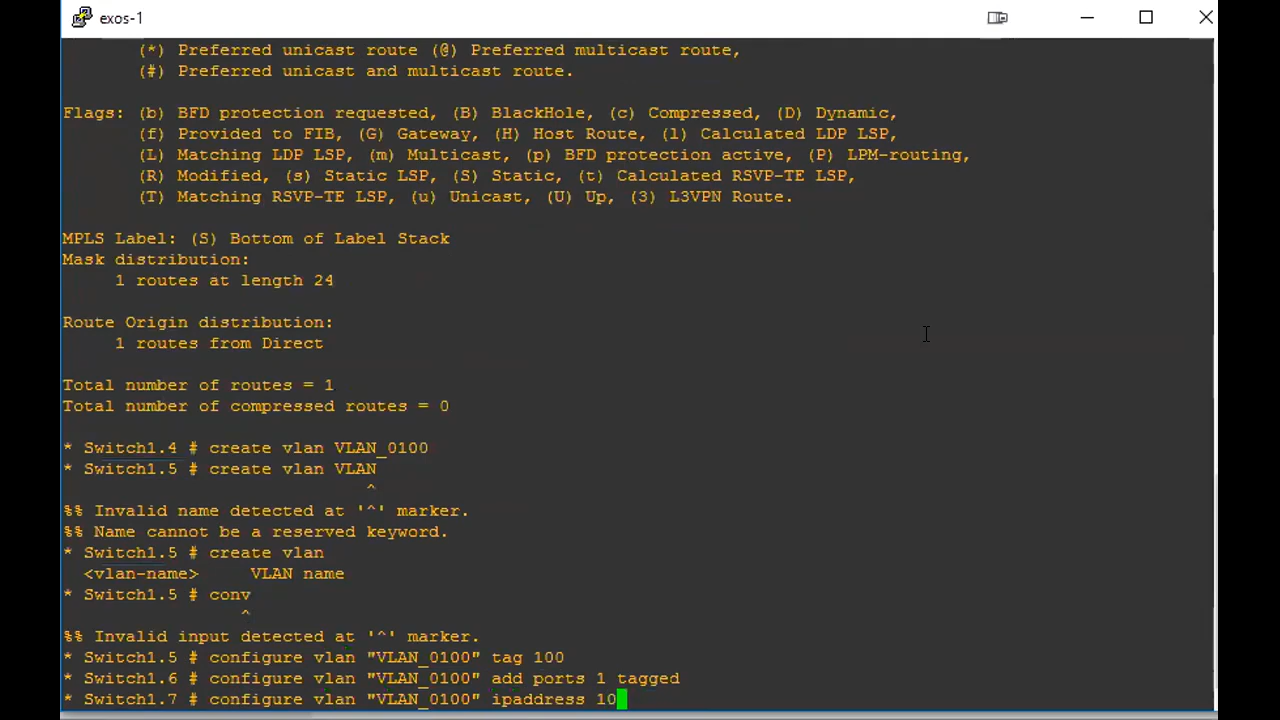 exos-1
(*) Preferred unicast route (@) Preferred multicast route,
(#) Preferred unicast and multicast route.
Flags: (b) BFD protection requested, (B) BlackHole, (c) Compressed, (D) Dynamic,
(f) Provided to FIB, (G) Gateway, (H) Host Route, (l) Calculated LDP LSP,
(L) Matching LDP LSP, (m) Multicast, (p) BFD protection active, (P) LPM-routing,
(R) Modified, (s) Static LSP, (S) Static, (t) Calculated RSVP-TE LSP,
(T) Matching RSVP-TE LSP, (u) Unicast, (U) Up, (3) L3VPN Route.
MPLS Label: (S) Bottom of Label Stack
Mask distribution:
1 routes at length 24
Route Origin distribution:
1 routes from Direct
Total number of routes = 1
Total number of compressed routes = 0
* Switch1.4 # create vlan VLAN_0100
* Switch1.5 # create vlan VLAN
^
%% Invalid name detected at '^' marker.
%% Name cannot be a reserved keyword.
* Switch1.5 # create vlan
<vlan-name> VLAN name
* Switch1.5 # conv
^
%% Invalid input detected at '^' marker.
* Switch1.5 # configure vlan "VLAN_0100" tag 100
* Switch1.6 # configure vlan "VLAN_0100" add ports 1 tagged
* Switch1.7 # configure vlan "VLAN_0100" ipaddress 10